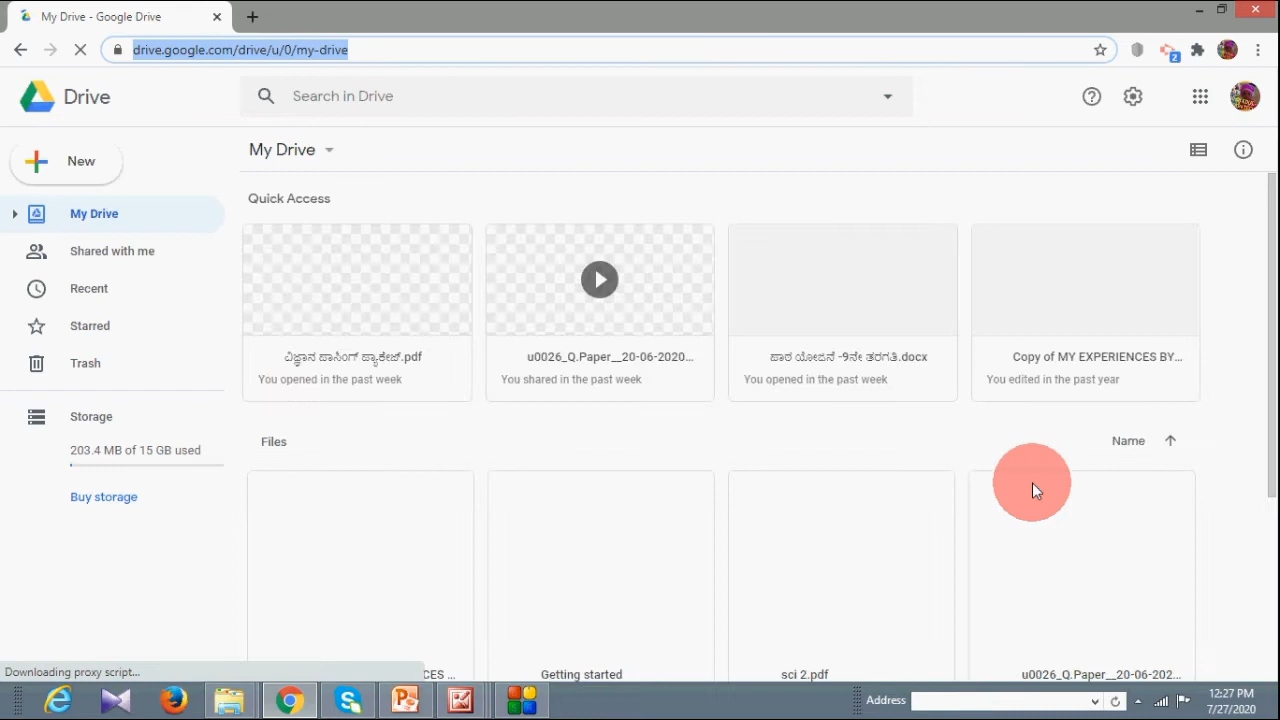 My Drive - Google Drive
drive.google.com/drive/u/0/my-drive
2
Drive
Search in Drive
New
My Drive
My Drive
Shared with me
Recent
Starred
Trash
Storage
203.4 MB of 15 GB used
Buy storage
Quick Access
ವಿಜ್ಞಾನ ಪಾಸಿಂಗ್ ಪ್ಯಾಕೇಜ್.pdf
You opened in the past week
u0026_Q.Paper__20-06-2020...
You shared in the past week
ಪಾಠ ಯೋಜನೆ -9ನೇ ತರಗತಿ.docx
You opened in the past week
Copy of MY EXPERIENCES BY...
You edited in the past year
Files
Name
CES ...
Getting started
sci 2.pdf
u0026_Q.Paper__20-06-202...
Downloading proxy script...
Address
12:27 PM
7/27/2020